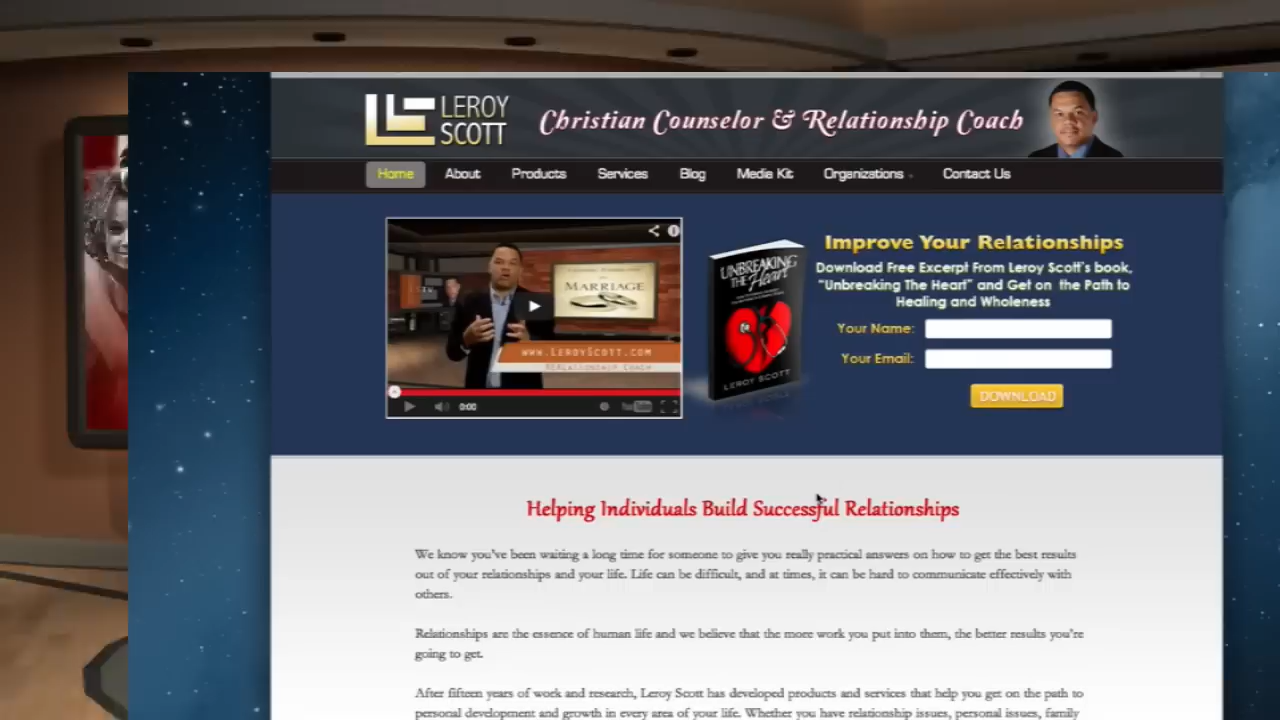 LEROY
SCOTT
Christian Counselor & Relationship Coach
Home About Products Services Blog Media Kit Organizations Contact Us
MARRIAGE
WWW.LEROYSCOTT.COM
RELATIONSHIP COACH
0:00
YouTube
UNBREAKING
THE Heart
LEROY SCOTT
Improve Your Relationships
Download Free Excerpt From Leroy Scott's book,
"Unbreaking The Heart" and Get on the Path to
Healing and Wholeness
Your Name:
Your Email:
DOWNLOAD
Helping Individuals Build Successful Relationships
We know you've been waiting a long time for someone to give you really practical answers on how to get the best results
out of your relationships and your life. Life can be difficult, and at times, it can be hard to communicate effectively with
others.
Relationships are the essence of human life and we believe that the more work you put into them, the better results you're
going to get.
After fifteen years of work and research, Leroy Scott has developed products and services that help you get on the path to
personal development and growth in every area of your life. Whether you have relationship issues, personal issues, family